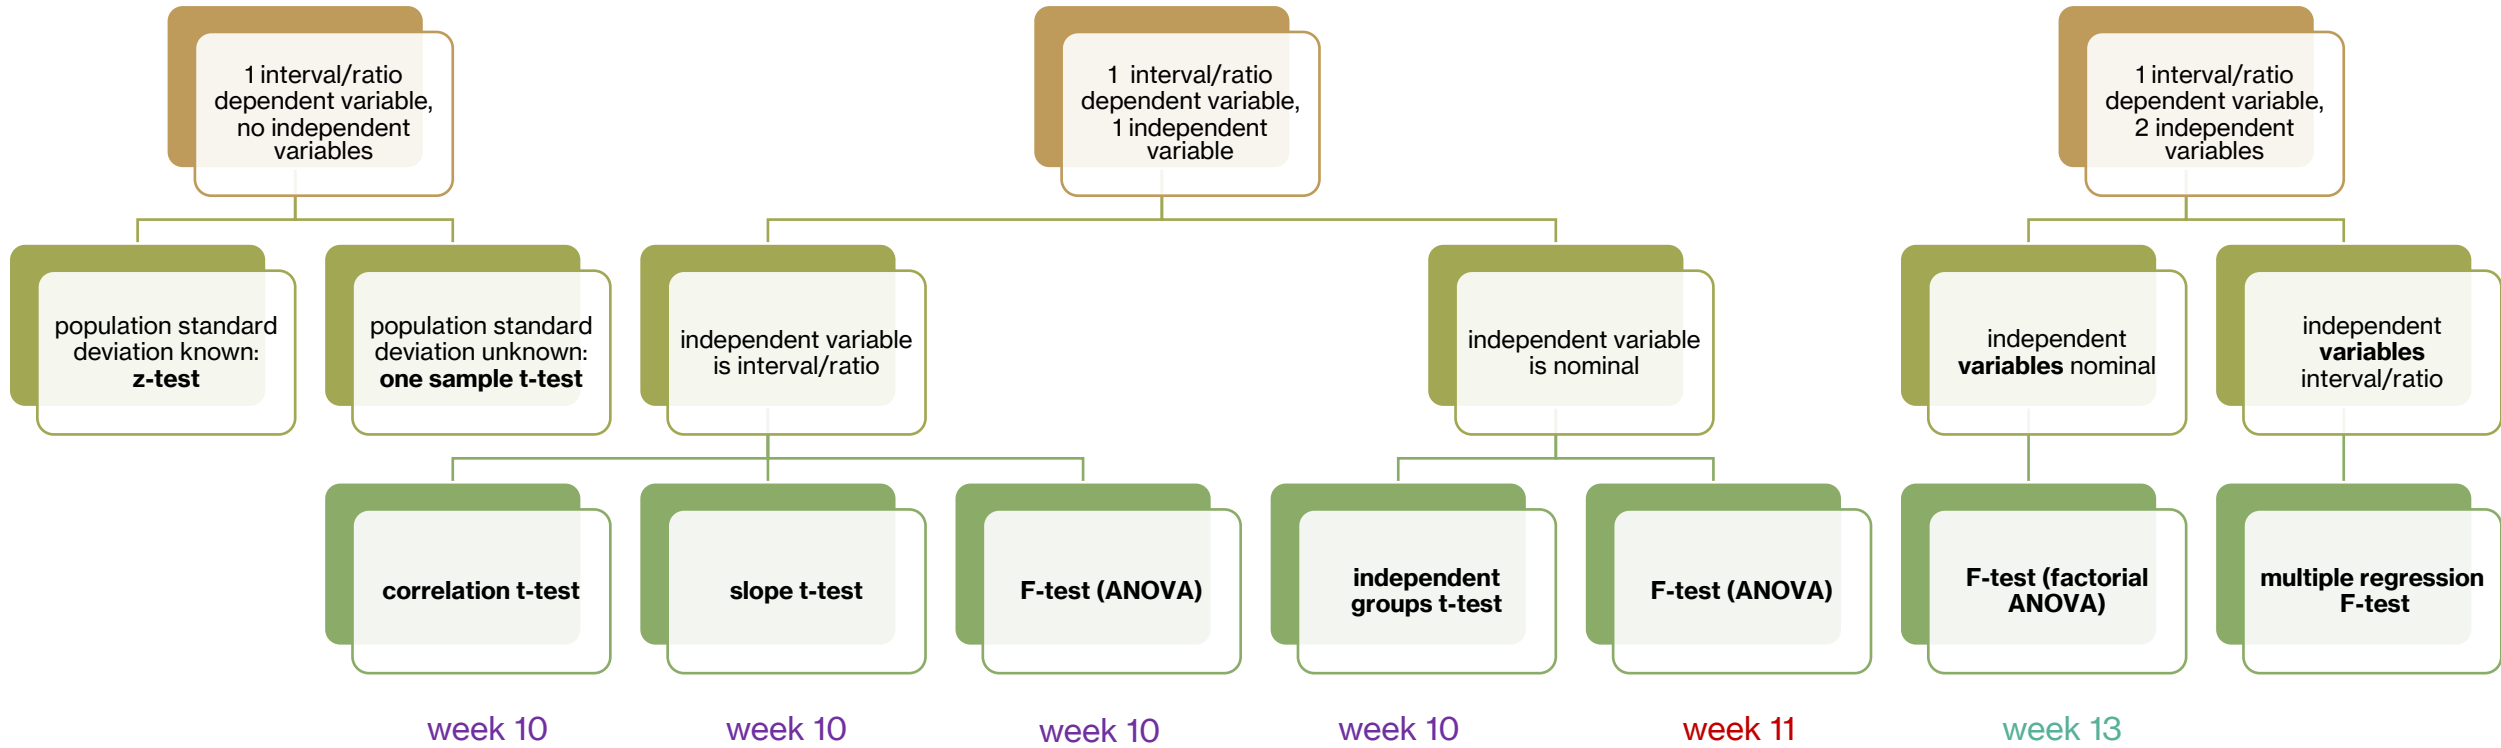 1 interval/ratio
dependent variable,
no independent
variables
1 interval/ratio
dependent variable,
1 independent
variable
1 interval/ratio
dependent variable,
2 independent
variables
population standard
deviation known:
z-test
population standard
deviation unknown:
one sample t-test
independent variable
is interval/ratio
independent variable
is nominal
independent
variables nominal
independent
variables
interval/ratio
correlation t-test
slope t-test
F-test (ANOVA)
independent
groups t-test
F-test (ANOVA)
F-test (factorial
ANOVA)
multiple regression
F-test
week 10
week 10
week 10
week 10
week 11
week 13